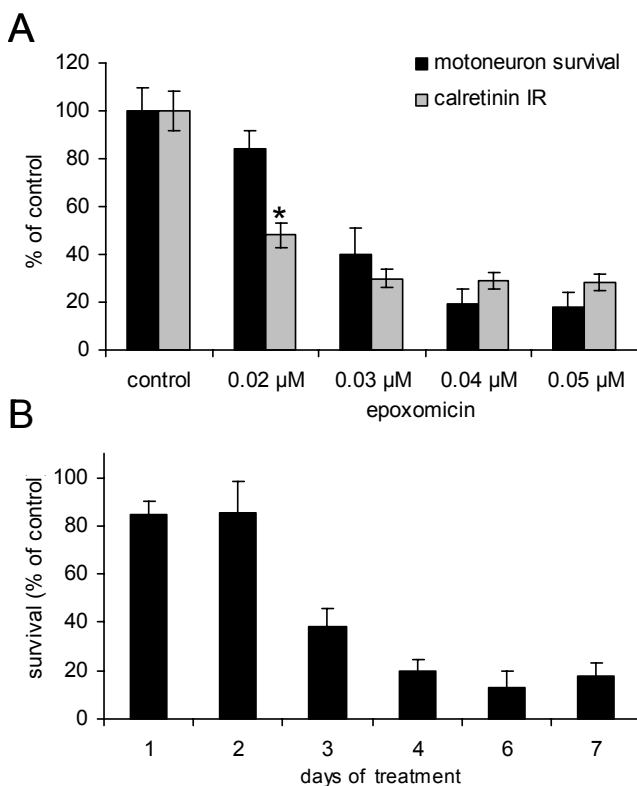 A
120
100
80
60
40
20
0
% of control
motoneuron survival
calretinin IR
*
control 0.02 µM 0.03 µM 0.04 µM 0.05 µM
epoxomicin
B
100
80
60
40
20
0
survival (% of control
1 2 3 4 6 7
days of treatment